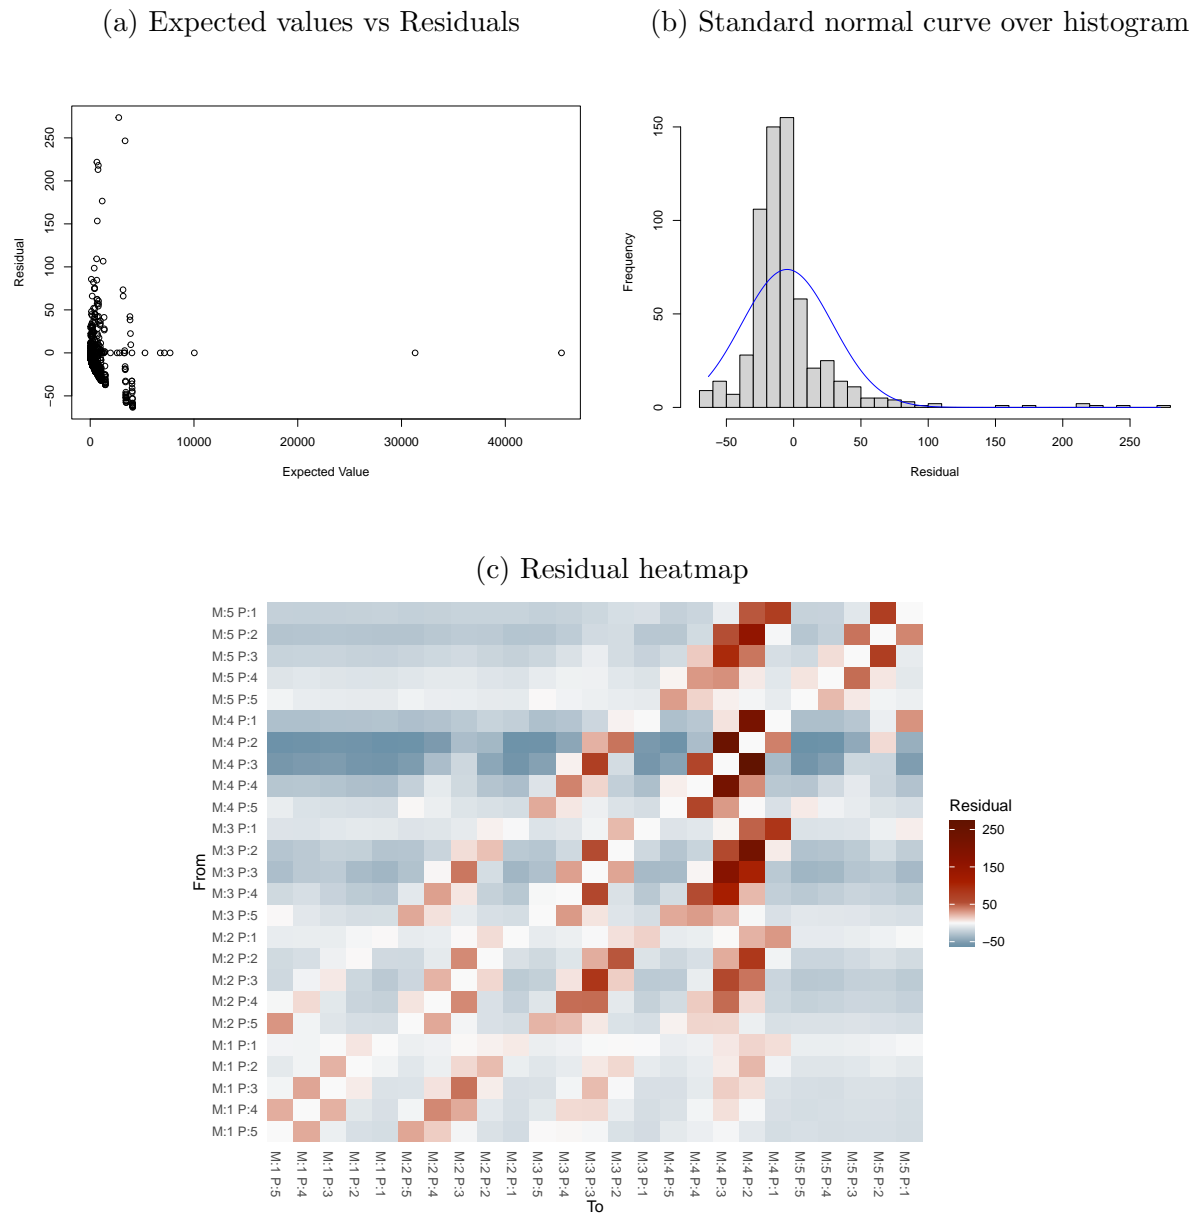 (a) Expected values vs Residuals
(b) Standard normal curve over histogram
250
200
150
100
50
0
−50
Residual
0
10000
20000
30000
40000
Expected Value
150
100
50
0
Frequency
−50
0
50
100
150
200
250
Residual
(c) Residual heatmap
M:5 P:1
M:5 P:2
M:5 P:3
M:5 P:4
M:5 P:5
M:4 P:1
M:4 P:2
M:4 P:3
M:4 P:4
M:4 P:5
M:3 P:1
M:3 P:2
M:3 P:3
M:3 P:4
M:3 P:5
M:2 P:1
M:2 P:2
M:2 P:3
M:2 P:4
M:2 P:5
M:1 P:1
M:1 P:2
M:1 P:3
M:1 P:4
M:1 P:5
From
M:1 P:5
M:1 P:4
M:1 P:3
M:1 P:2
M:1 P:1
M:2 P:5
M:2 P:4
M:2 P:3
M:2 P:2
M:2 P:1
M:3 P:5
M:3 P:4
M:3 P:3
M:3 P:2
M:3 P:1
M:4 P:5
M:4 P:4
M:4 P:3
M:4 P:2
M:4 P:1
M:5 P:5
M:5 P:4
M:5 P:3
M:5 P:2
M:5 P:1
To
Residual
250
150
50
−50